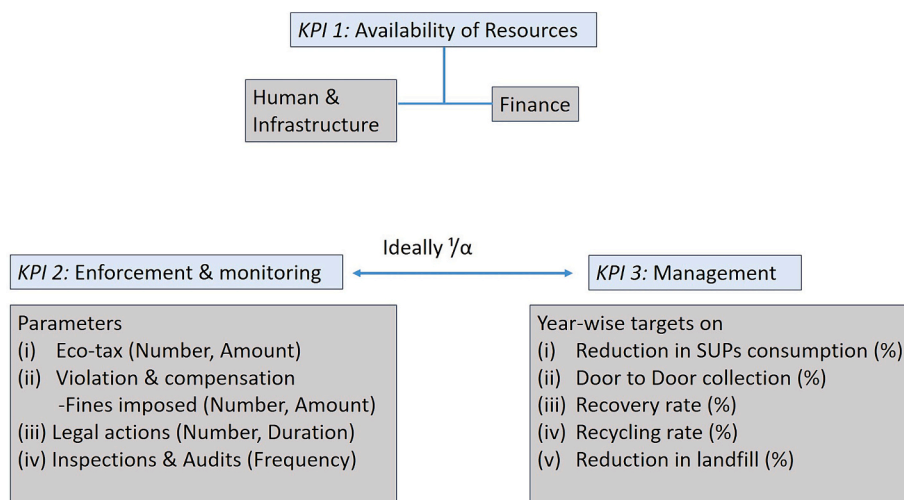 KPI 1: Availability of Resources
Human &
Infrastructure
Finance
Ideally ¹/α
KPI 2: Enforcement & monitoring
KPI 3: Management
Parameters
(i) Eco-tax (Number, Amount)
(ii) Violation & compensation
-Fines imposed (Number, Amount)
(iii) Legal actions (Number, Duration)
(iv) Inspections & Audits (Frequency)
Year-wise targets on
(i) Reduction in SUPs consumption (%)
(ii) Door to Door collection (%)
(iii) Recovery rate (%)
(iv) Recycling rate (%)
(v) Reduction in landfill (%)